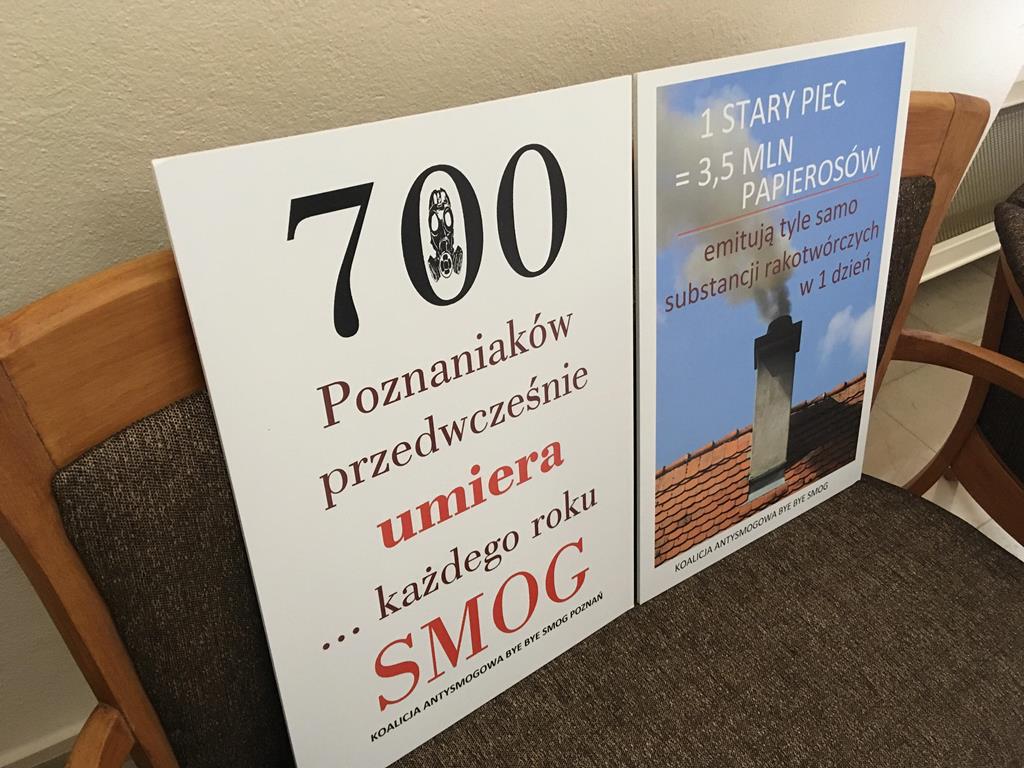 700
Poznaniaków
przedwcześnie
umiera
... każdego roku
SMOG
KOALICJA ANTYSMOGOWA BYE BYE SMOG POZNAŃ
1 STARY PIEC
= 3,5 MLN
PAPIEROSÓW
emitują tyle samo
substancji rakotwórczych
w 1 dzień
KOALICJA ANTYSMOGOWA BYE BYE SMOG